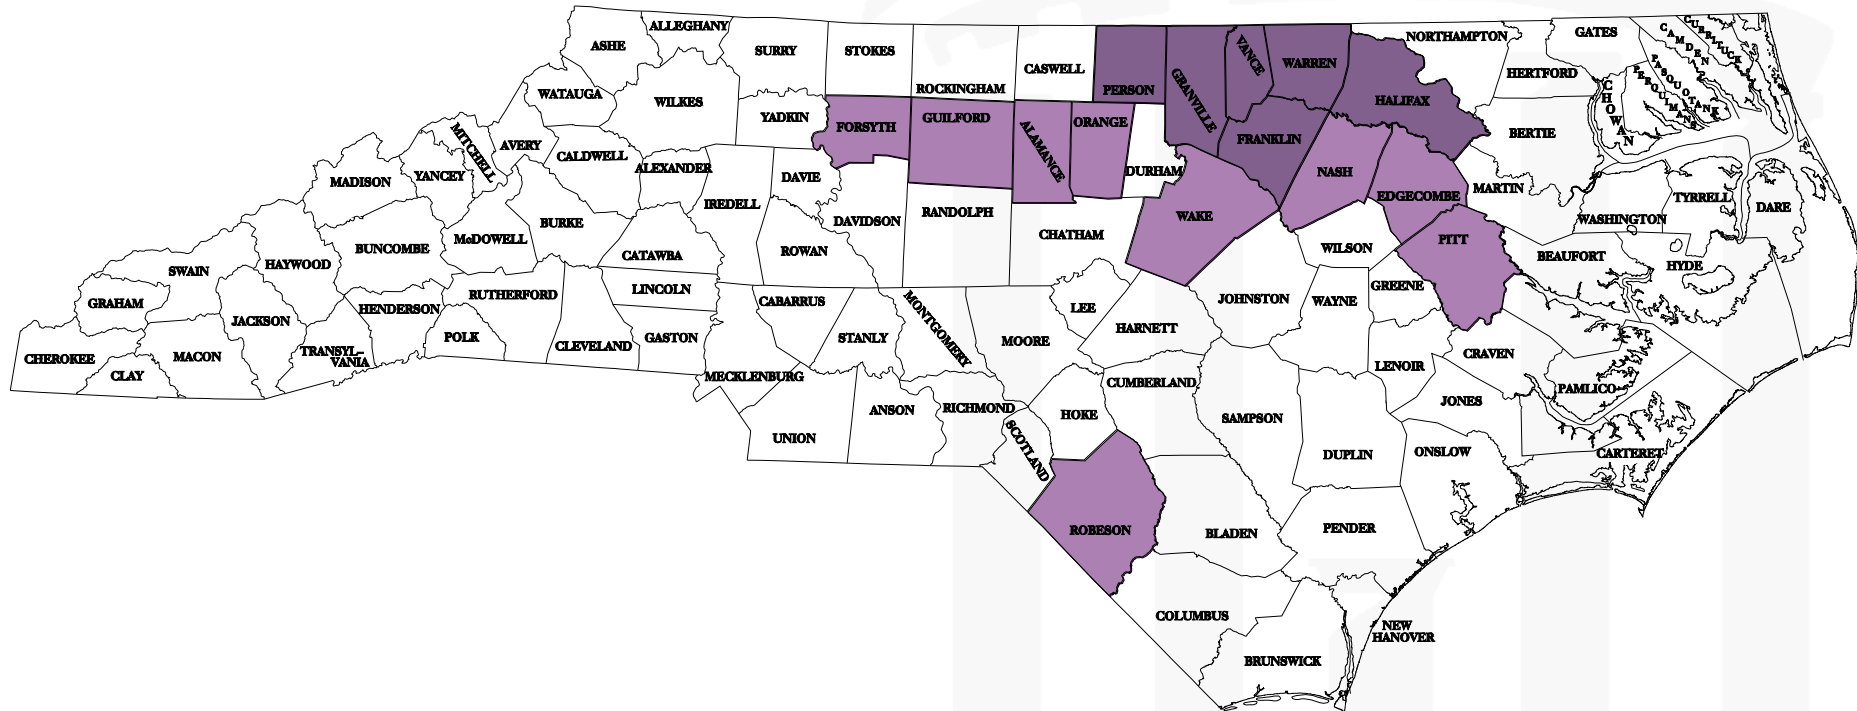 ALLEGHANY
ASHE
SURRY
STOKES
ROCKINGHAM
CASWELL
PERSON
GRANVILLE
VANCE
WARREN
NORTHAMPTON
GATES
CAMDEN
CURRITUCK
HERTFORD
PASQUOTANK
PERQUIMANS
CHOWAN
HALIFAX
WATAUGA
WILKES
YADKIN
FORSYTH
GUILFORD
ALAMANCE
ORANGE
FRANKLIN
BERTIE
MITCHELL
AVERY
CALDWELL
ALEXANDER
DAVIE
DURHAM
NASH
MADISON
YANCEY
IREDELL
EDGECOMBE
MARTIN
TYRRELL
DARE
BURKE
DAVIDSON
RANDOLPH
WAKE
WASHINGTON
BUNCOMBE
McDOWELL
CHATHAM
PITT
HAYWOOD
CATAWBA
ROWAN
WILSON
BEAUFORT
HYDE
SWAIN
LINCOLN
RUTHERFORD
CABARRUS
MONTGOMERY
LEE
JOHNSTON
WAYNE
GREENE
GRAHAM
HENDERSON
JACKSON
POLK
CLEVELAND
GASTON
STANLY
MOORE
HARNETT
CHEROKEE
MACON
TRANSYL-
VANIA
CRAVEN
LENOIR
CLAY
MECKLENBURG
CUMBERLAND
PAMLICO
JONES
ANSON
RICHMOND
HOKE
SAMPSON
UNION
SCOTLAND
DUPLIN
ONSLOW
CARTERET
ROBESON
BLADEN
PENDER
COLUMBUS
NEW
HANOVER
BRUNSWICK